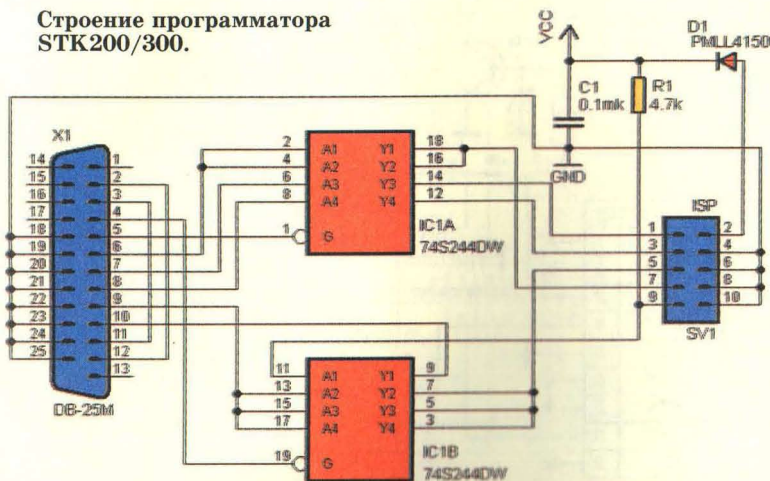 Строение программатора
STK200/300.
VCC
D1
PMLL4150
C1
0.1mk
R1
4.7k
GND
X1
14
15
16
17
18
19
20
21
22
23
24
25
1
2
3
4
5
6
7
8
9
10
11
12
13
DB-25M
2
4
6
8
1
A1
A2
A3
A4
G
Y1
Y2
Y3
Y4
18
16
14
12
IC1A
74S244DW
11
13
15
17
19
A1
A2
A3
A4
G
Y1
Y2
Y3
Y4
9
7
5
3
IC1B
74S244DW
ISP
1
3
5
7
9
2
4
6
8
10
SV1